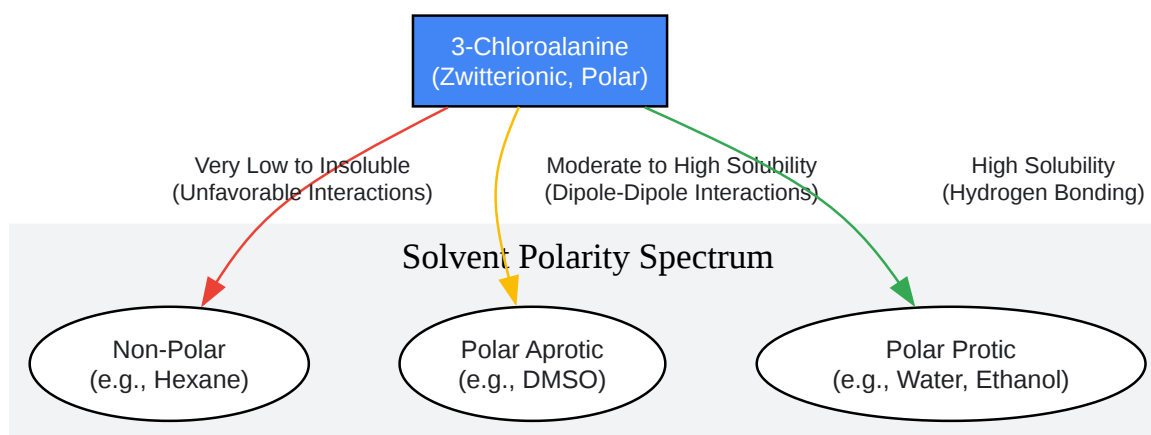 3-Chloroalanine
(Zwitterionic, Polar)
Very Low to Insoluble
(Unfavorable Interactions)
Moderate to High Solubility
(Dipole-Dipole Interactions)
High Solubility
(Hydrogen Bonding)
Solvent Polarity Spectrum
Non-Polar
(e.g., Hexane)
Polar Aprotic
(e.g., DMSO)
Polar Protic
(e.g., Water, Ethanol)